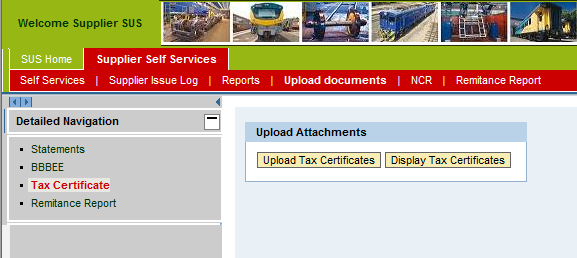 Welcome Supplier SUS
SUS Home Supplier Self Services
Self Services | Supplier Issue Log | Reports | Upload documents | NCR | Remitance Report
Detailed Navigation
Statements
BBBEE
Tax Certificate
Remitance Report
Upload Attachments
Upload Tax Certificates Display Tax Certificates